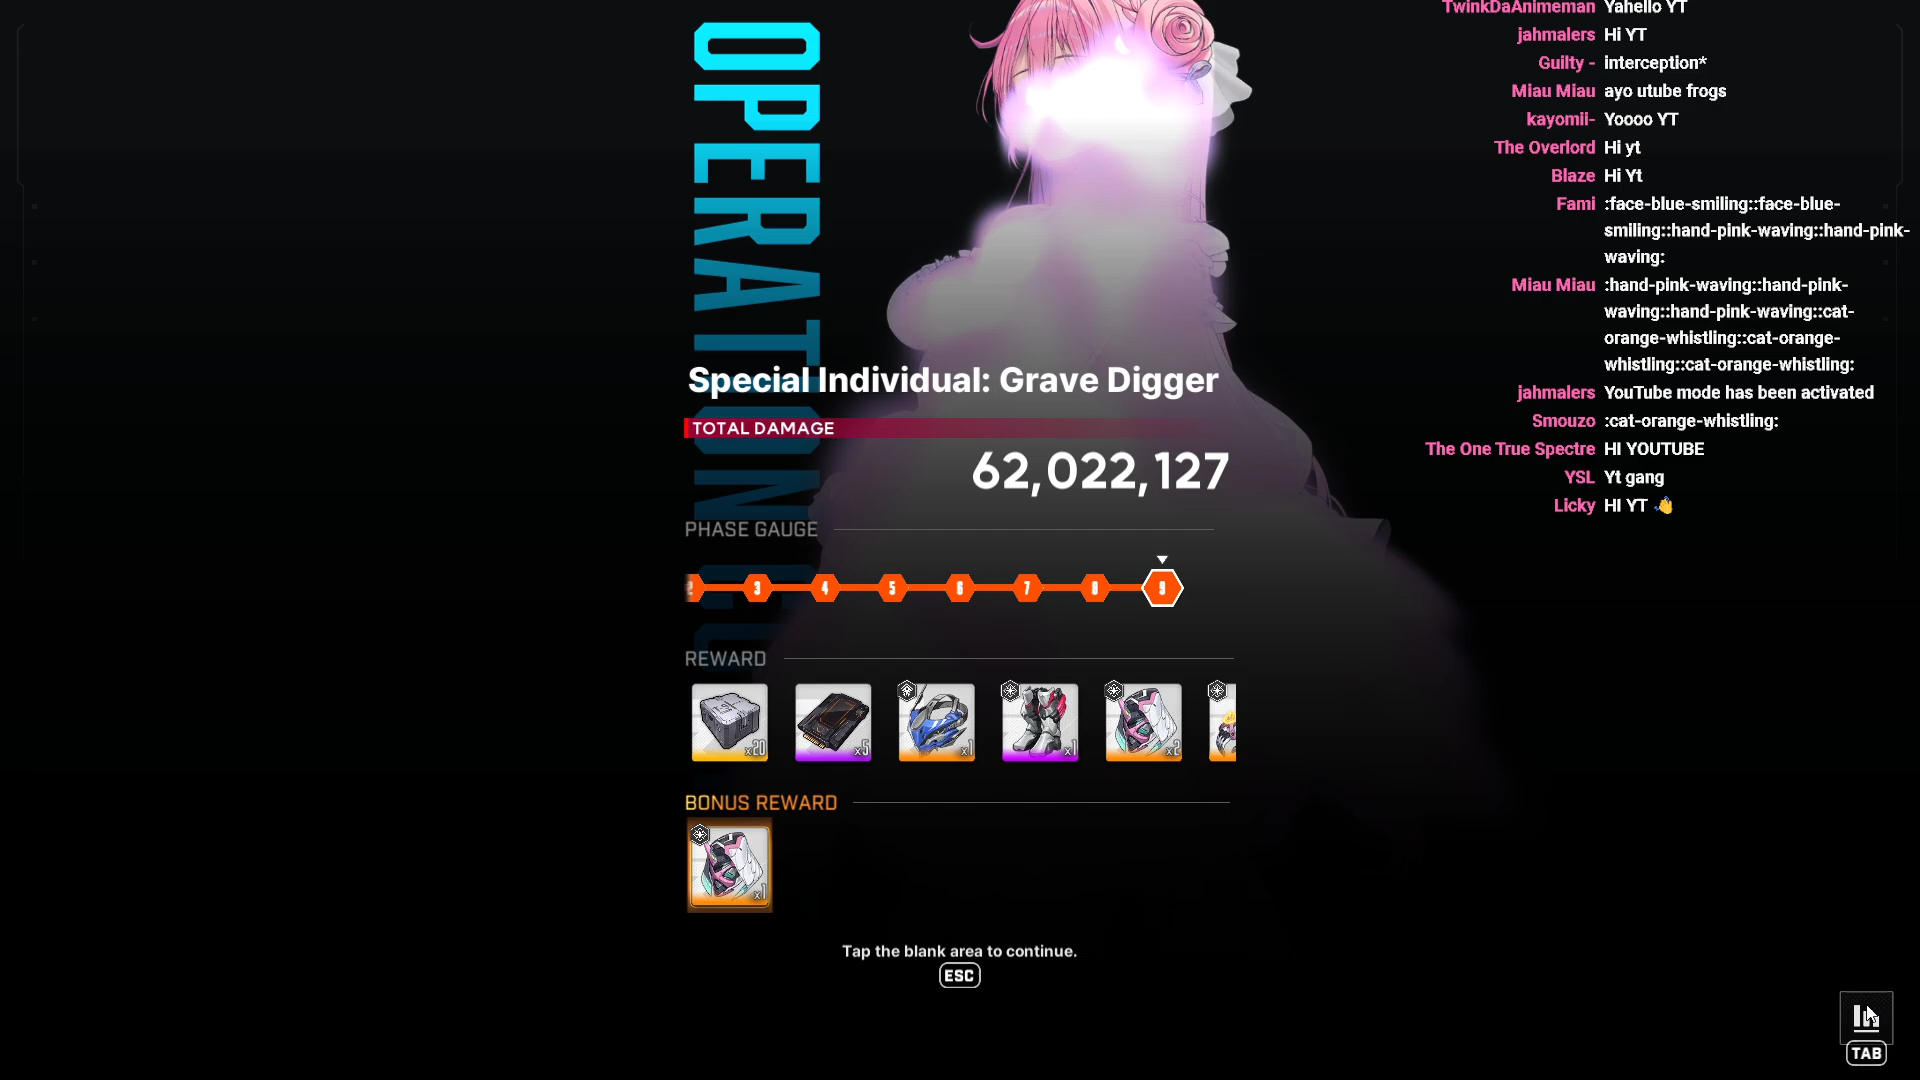 TwinkDaAnimeman Yahello YT
jahmalers Hi YT
Guilty - interception*
Miau Miau ayo utube frogs
kayomii- Yoooo YT
The Overlord Hi yt
Blaze Hi Yt
Fami :face-blue-smiling::face-blue-
smiling::hand-pink-waving::hand-pink-
waving:
Miau Miau :hand-pink-waving::hand-pink-
waving::hand-pink-waving::cat-
orange-whistling::cat-orange-
whistling::cat-orange-whistling:
jahmalers YouTube mode has been activated
Smouzo :cat-orange-whistling:
The One True Spectre HI YOUTUBE
YSL Yt gang
Licky HI YT 👋
OPERATION
Special Individual: Grave Digger
TOTAL DAMAGE
62,022,127
PHASE GAUGE
2 3 4 5 6 7 8 9
REWARD
x20 x5 x1 x1 x2
BONUS REWARD
x1
Tap the blank area to continue.
ESC
TAB